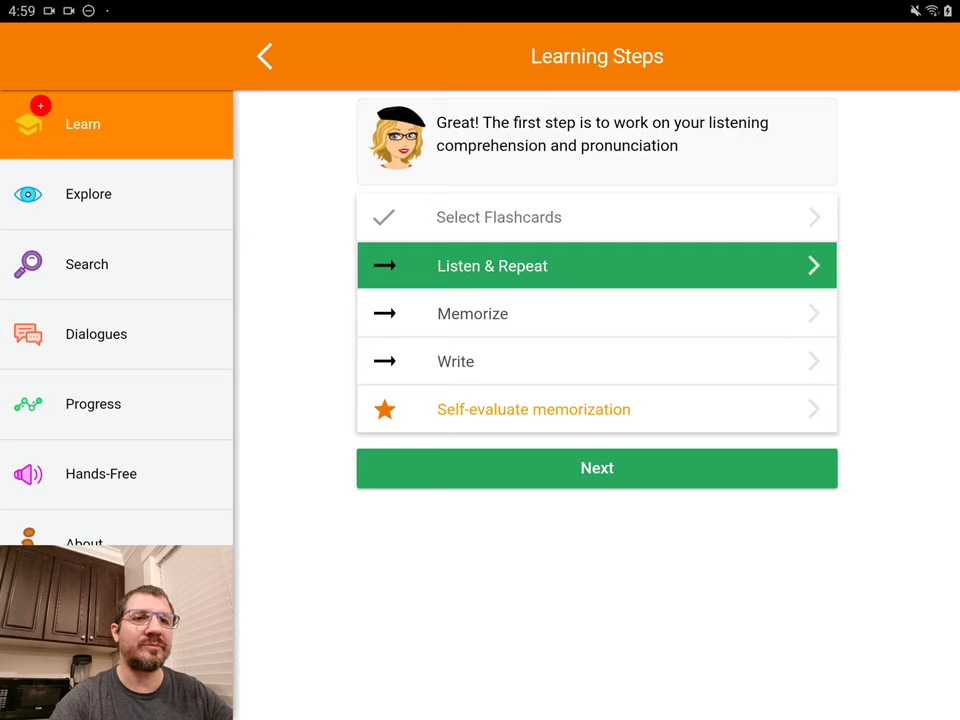 4:59
Learning Steps
+
Learn
Explore
Search
Dialogues
Progress
Hands-Free
About
Great! The first step is to work on your listening
comprehension and pronunciation
Select Flashcards
Listen & Repeat
Memorize
Write
Self-evaluate memorization
Next